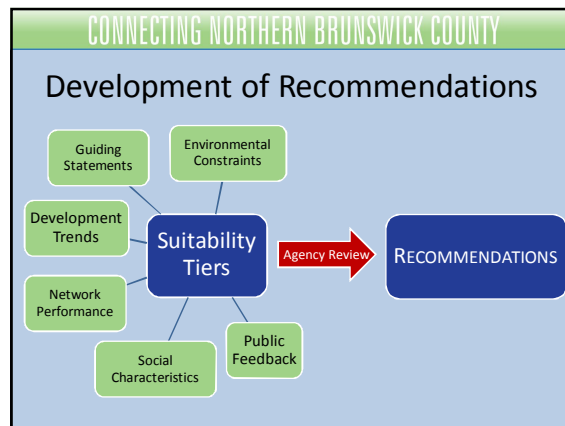 CONNECTING NORTHERN BRUNSWICK COUNTY
Development of Recommendations
Guiding
Statements
Environmental
Constraints
Development
Trends
Suitability
Tiers
Agency Review
RECOMMENDATIONS
Network
Performance
Social
Characteristics
Public
Feedback